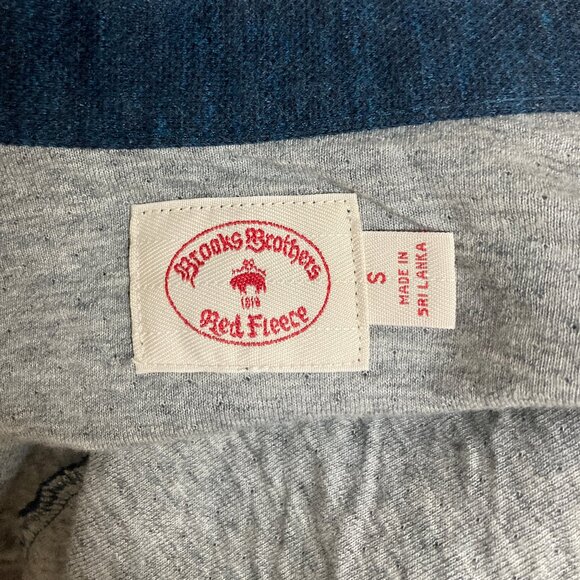 Brooks Brothers
1818
Red Fleece
S
MADE IN
SRI LANKA